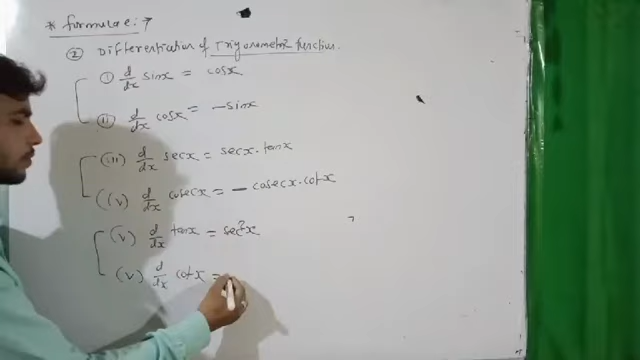 * formulae:→
② Differentiation of Trigonometric function.
(i) d/dx sinx = cosx
(ii) d/dx cosx = -sinx
(iii) d/dx secx = secx·tanx
(iv) d/dx cosecx = -cosecx·cotx
(v) d/dx tanx = sec²x
(v) d/dx cotx =